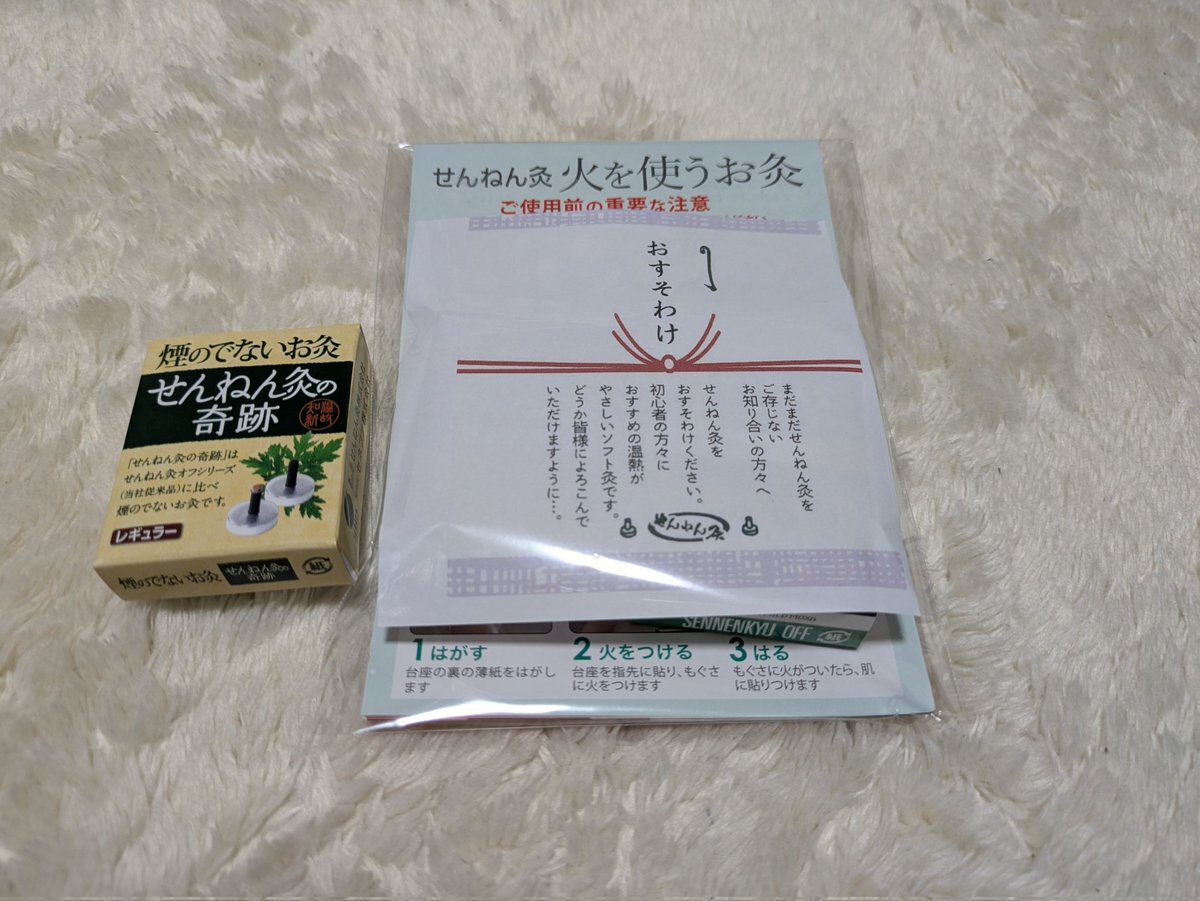 煙のでないお灸
せんねん灸の
奇跡
温故
知新
「せんねん灸の奇跡」は
せんねん灸オフシリーズ
(当社従来品)に比べ
煙のでないお灸です。
レギュラー
煙のでないお灸
せんねん灸の
奇跡
せんねん灸 火を使うお灸
ご使用前の重要な注意
おすそわけ
まだまだせんねん灸を
ご存じない
お知り合いの方々へ
せんねん灸を
おすそわけください。
初心者の方々に
おすすめの温熱が
やさしいソフト灸です。
どうか皆様によろこんで
いただけますように…。
せんねん灸
SENNENKYU OFF
1 はがす
台座の裏の薄紙をはがし
ます
2 火をつける
台座を指先に貼り、もぐさ
に火をつけます
3 はる
もぐさに火がついたら、肌
に貼りつけます